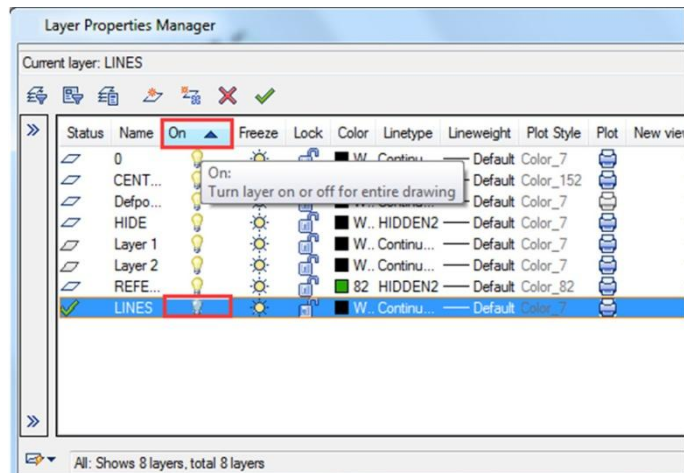 Layer Properties Manager
Current layer: LINES
Status Name On Freeze Lock Color Linetype Lineweight Plot Style Plot New view
0 W.. Continu... Default Color_7
CENT... Default Color_152
Defpo... Default Color_7
HIDE W.. HIDDEN2 Default Color_7
Layer 1 W.. Continu... Default Color_7
Layer 2 W.. Continu... Default Color_7
REFE... 82 HIDDEN2 Default Color_82
LINES W.. Continu... Default Color_7
On:
Turn layer on or off for entire drawing
All: Shows 8 layers, total 8 layers